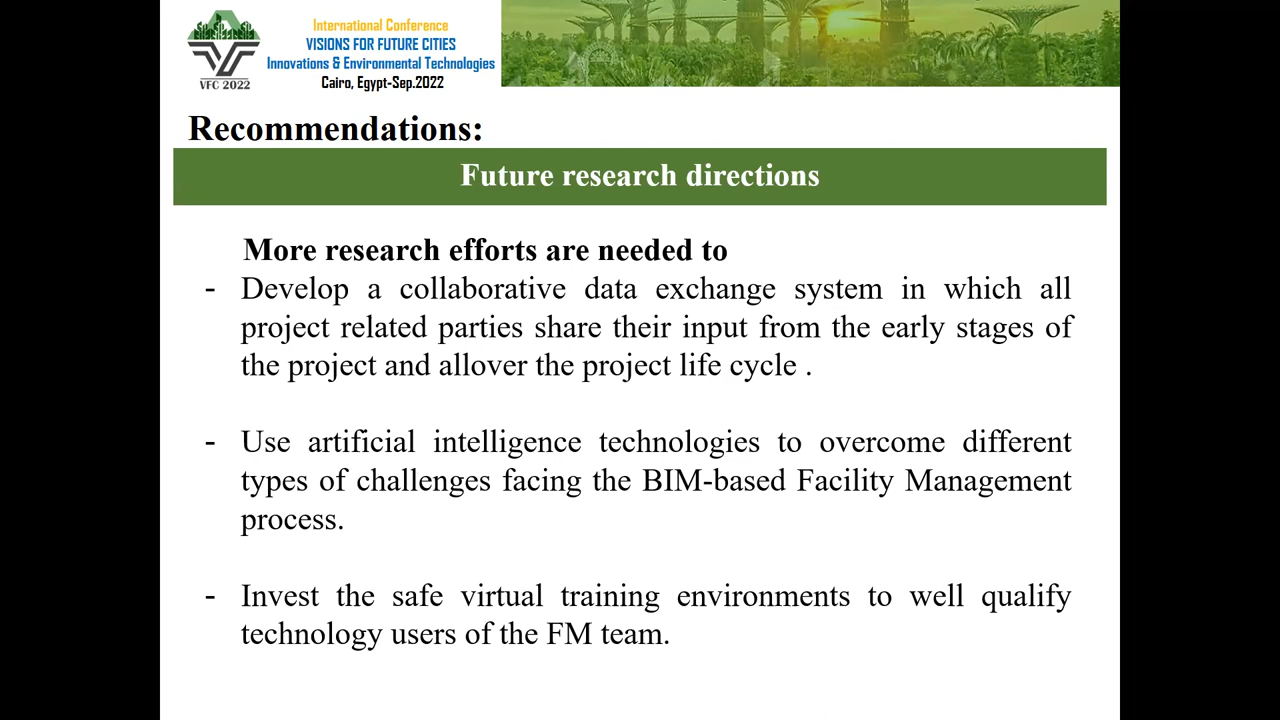 International Conference
VISIONS FOR FUTURE CITIES
Innovations & Environmental Technologies
Cairo, Egypt-Sep.2022
VFC 2022
Recommendations:
Future research directions
More research efforts are needed to
- Develop a collaborative data exchange system in which all
project related parties share their input from the early stages of
the project and allover the project life cycle .
- Use artificial intelligence technologies to overcome different
types of challenges facing the BIM-based Facility Management
process.
- Invest the safe virtual training environments to well qualify
technology users of the FM team.